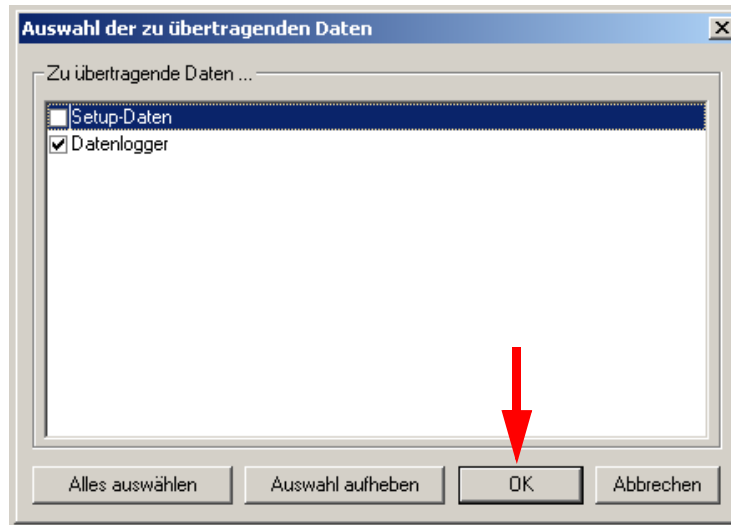 Auswahl der zu übertragenden Daten
Zu übertragende Daten ...
Setup-Daten
Datenlogger
Alles auswählen
Auswahl aufheben
OK
Abbrechen